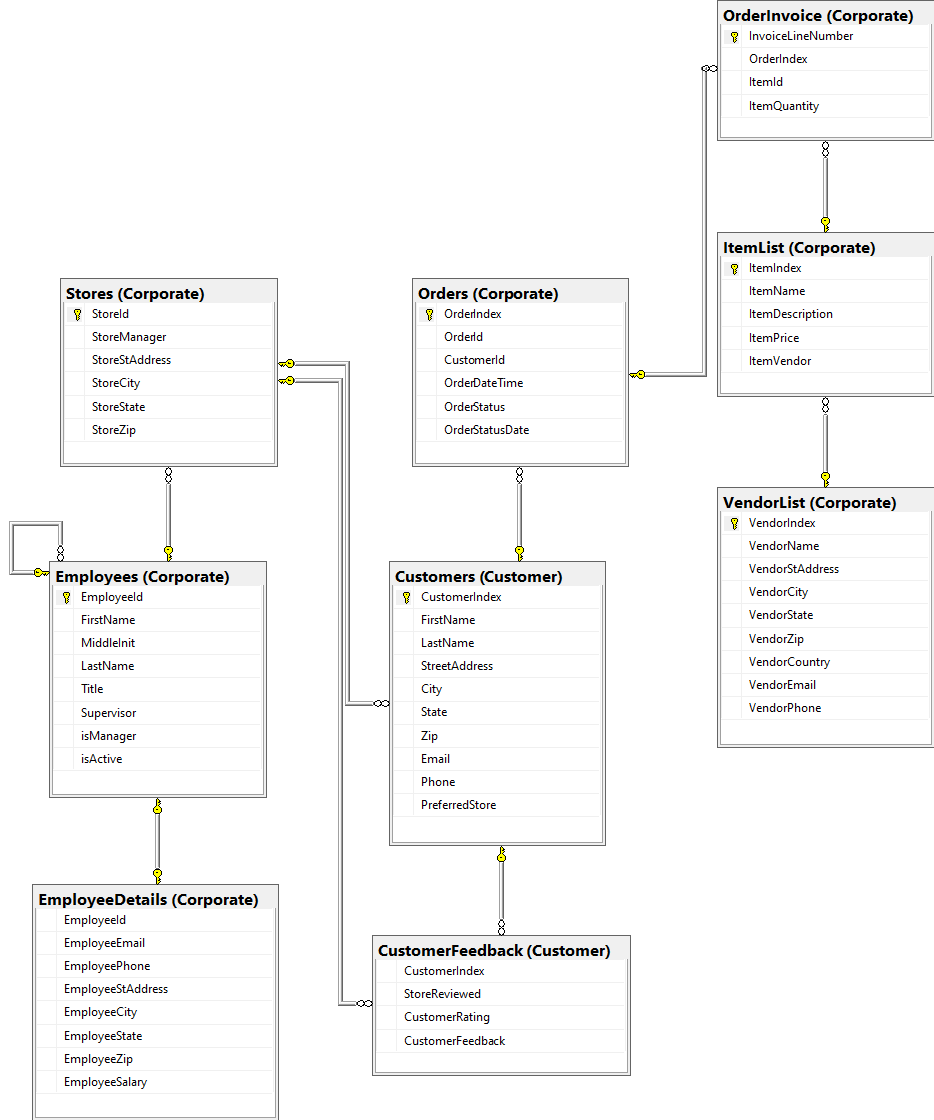 OrderInvoice (Corporate)
InvoiceLineNumber
OrderIndex
ItemId
ItemQuantity
ItemList (Corporate)
ItemIndex
ItemName
ItemDescription
ItemPrice
ItemVendor
Stores (Corporate)
StoreId
StoreManager
StoreStAddress
StoreCity
StoreState
StoreZip
Orders (Corporate)
OrderIndex
OrderId
CustomerId
OrderDateTime
OrderStatus
OrderStatusDate
VendorList (Corporate)
VendorIndex
VendorName
VendorStAddress
VendorCity
VendorState
VendorZip
VendorCountry
VendorEmail
VendorPhone
Employees (Corporate)
EmployeeId
FirstName
MiddleInit
LastName
Title
Supervisor
isManager
isActive
Customers (Customer)
CustomerIndex
FirstName
LastName
StreetAddress
City
State
Zip
Email
Phone
PreferredStore
EmployeeDetails (Corporate)
EmployeeId
EmployeeEmail
EmployeePhone
EmployeeStAddress
EmployeeCity
EmployeeState
EmployeeZip
EmployeeSalary
CustomerFeedback (Customer)
CustomerIndex
StoreReviewed
CustomerRating
CustomerFeedback